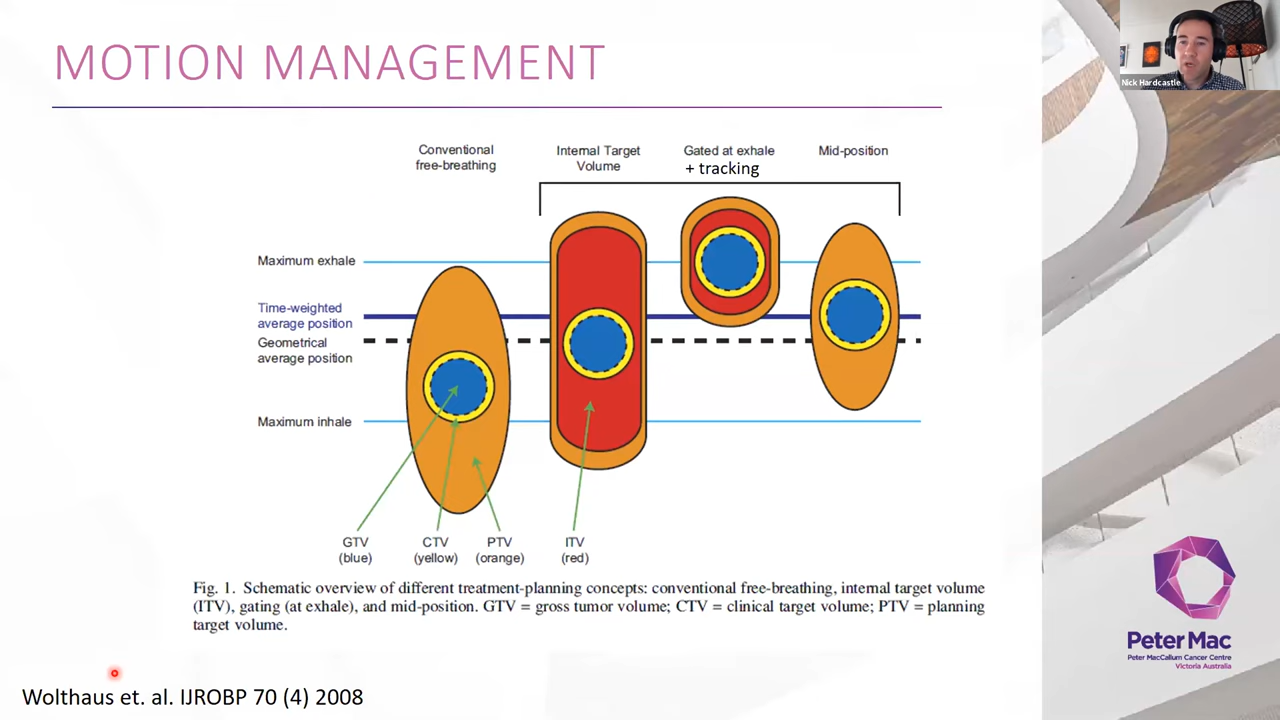 MOTION MANAGEMENT
Nick Hardcastle
Conventional
free-breathing
Internal Target
Volume
Gated at exhale
+ tracking
Mid-position
Maximum exhale
Time-weighted
average position
Geometrical
average position
Maximum inhale
GTV
(blue)
CTV
(yellow)
PTV
(orange)
ITV
(red)
Fig. 1. Schematic overview of different treatment-planning concepts: conventional free-breathing, internal target volume
(ITV), gating (at exhale), and mid-position. GTV = gross tumor volume; CTV = clinical target volume; PTV = planning
target volume.
Peter Mac
Peter MacCallum Cancer Centre
Victoria Australia
Wolthaus et. al. IJROBP 70 (4) 2008